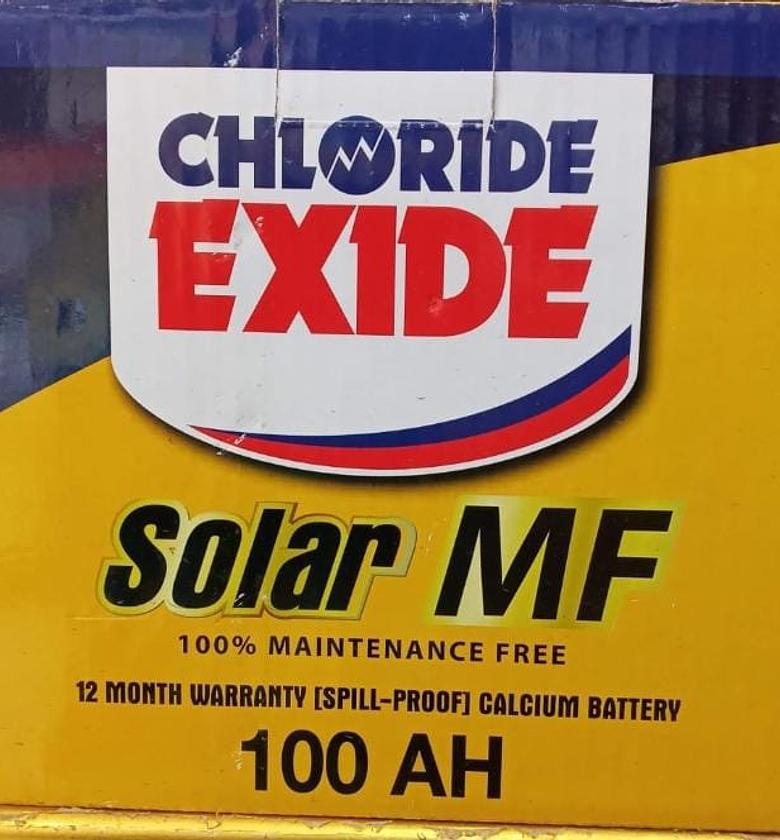 CHLORIDE
EXIDE
Solar MF
100% MAINTENANCE FREE
12 MONTH WARRANTY [SPILL-PROOF] CALCIUM BATTERY
100 AH